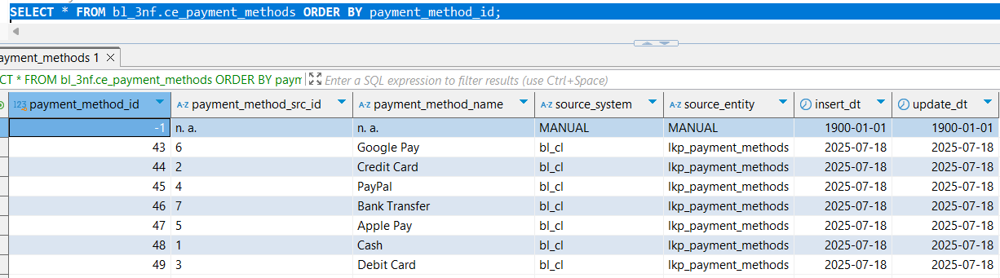 SELECT * FROM bl_3nf.ce_payment_methods ORDER BY payment_method_id;
ayment_methods 1
CT * FROM bl_3nf.ce_payment_methods ORDER BY paym Enter a SQL expression to filter results (use Ctrl+Space)
123 payment_method_id A-Z payment_method_src_id A-Z payment_method_name A-Z source_system A-Z source_entity insert_dt update_dt
-1 n. a. n. a. MANUAL MANUAL 1900-01-01 1900-01-01
43 6 Google Pay bl_cl lkp_payment_methods 2025-07-18 2025-07-18
44 2 Credit Card bl_cl lkp_payment_methods 2025-07-18 2025-07-18
45 4 PayPal bl_cl lkp_payment_methods 2025-07-18 2025-07-18
46 7 Bank Transfer bl_cl lkp_payment_methods 2025-07-18 2025-07-18
47 5 Apple Pay bl_cl lkp_payment_methods 2025-07-18 2025-07-18
48 1 Cash bl_cl lkp_payment_methods 2025-07-18 2025-07-18
49 3 Debit Card bl_cl lkp_payment_methods 2025-07-18 2025-07-18